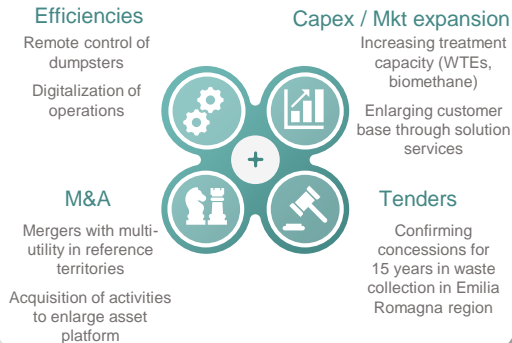 Efficiencies
Remote control of
dumpsters
Digitalization of
operations
Capex / Mkt expansion
Increasing treatment
capacity (WTEs,
biomethane)
Enlarging customer
base through solution
services
+
M&A
Mergers with multi-
utility in reference
territories
Acquisition of activities
to enlarge asset
platform
Tenders
Confirming
concessions for
15 years in waste
collection in Emilia
Romagna region